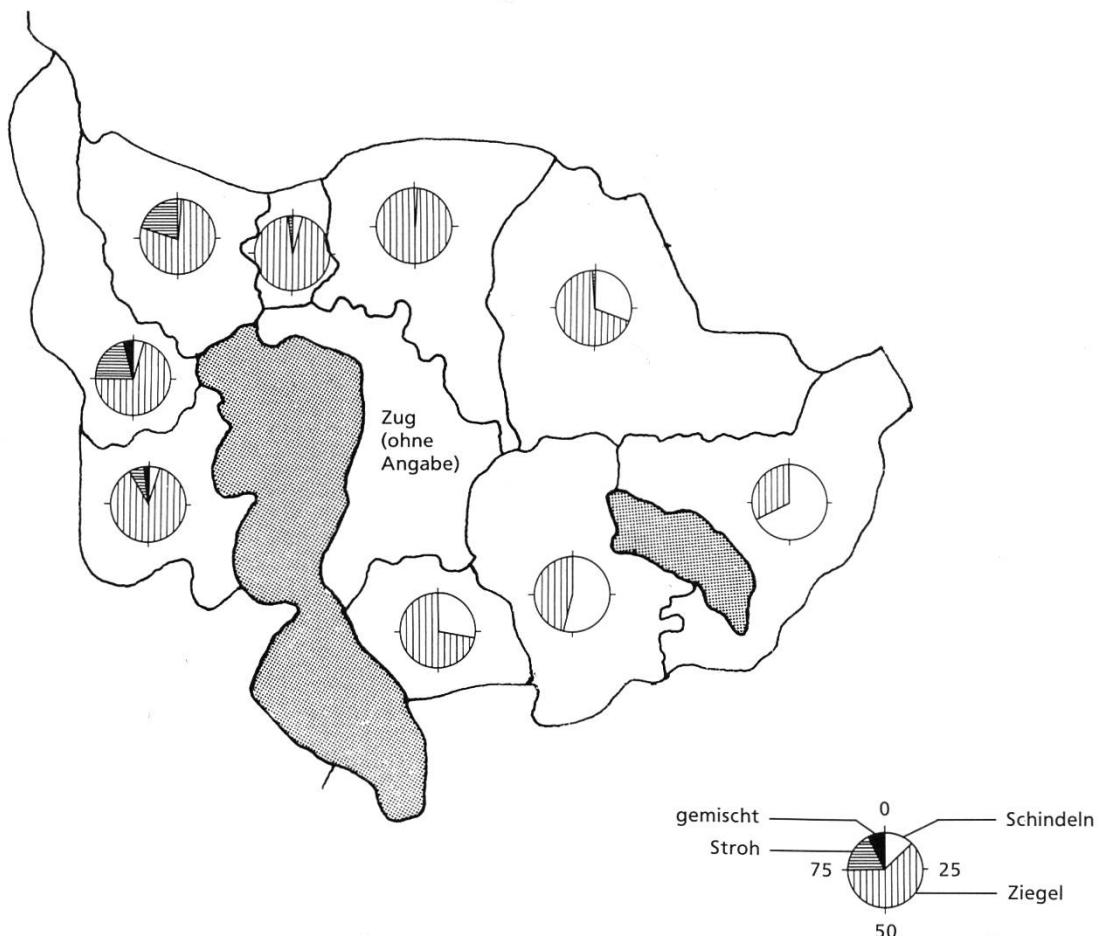 Zug
(ohne
Angabe)
gemischt
0
Schindeln
Stroh
75
25
Ziegel
50